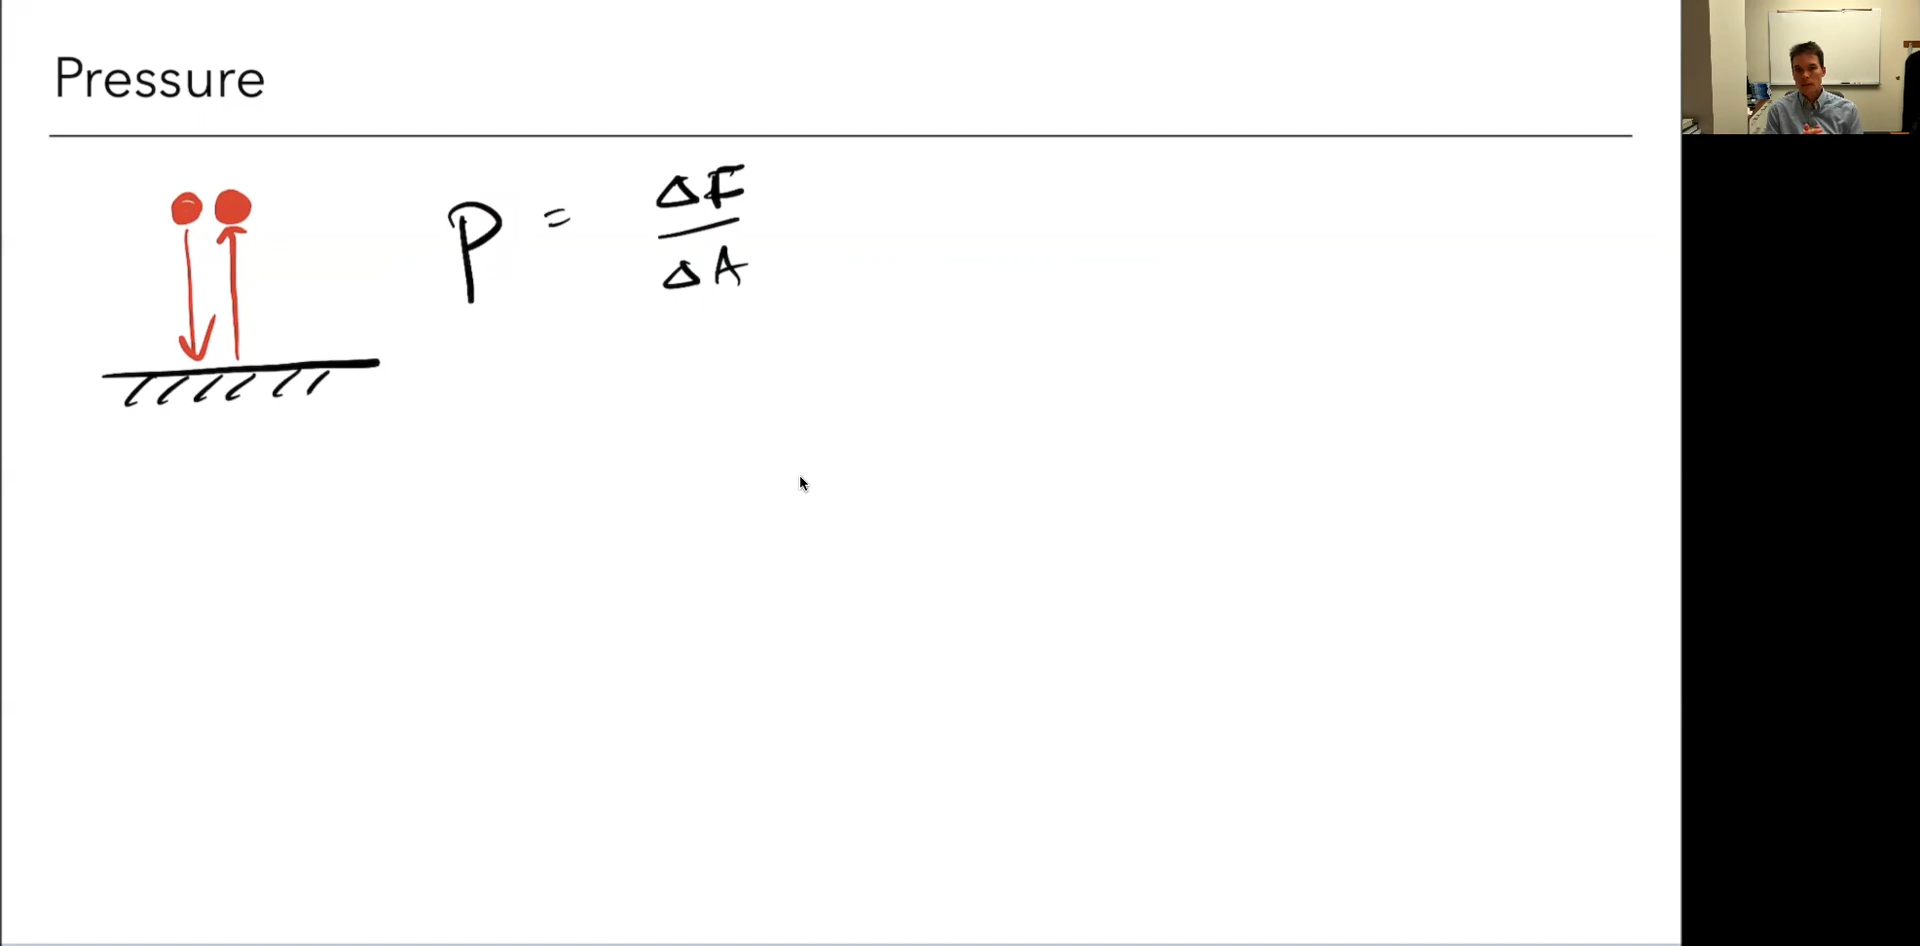 Pressure
P = ΔF
ΔA